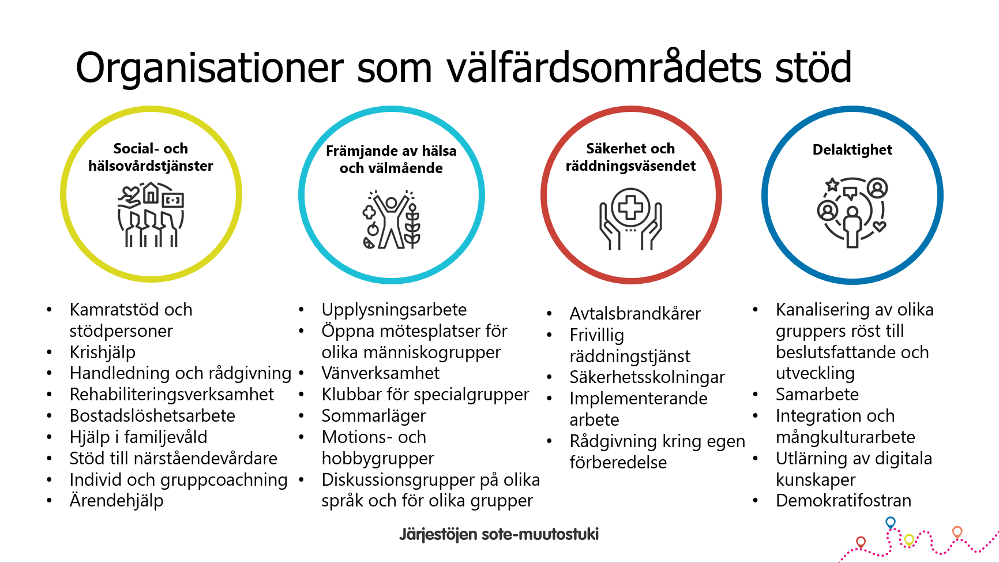 Organisationer som välfärdsområdets stöd
Social- och
hälsovårdstjänster
• Kamratstöd och
stödpersoner
• Krishjälp
• Handledning och rådgivning
• Rehabiliteringsverksamhet
• Bostadslöshetsarbete
• Hjälp i familjevåld
• Stöd till närståendevårdare
• Individ och gruppcoachning
• Ärendehjälp
Främjande av hälsa
och välmående
• Upplysningsarbete
• Öppna mötesplatser för
olika människogrupper
• Vänverksamhet
• Klubbar för specialgrupper
• Sommarläger
• Motions- och
hobbygrupper
• Diskussionsgrupper på olika
språk och för olika grupper
Säkerhet och
räddningsväsendet
• Avtalsbrandkårer
• Frivillig
räddningstjänst
• Säkerhetsskolningar
• Implementerande
arbete
• Rådgivning kring egen
förberedelse
Delaktighet
• Kanalisering av olika
gruppers röst till
beslutsfattande och
utveckling
• Samarbete
• Integration och
mångkulturarbete
• Utlärning av digitala
kunskaper
• Demokratifostran
Järjestöjen sote-muutostuki